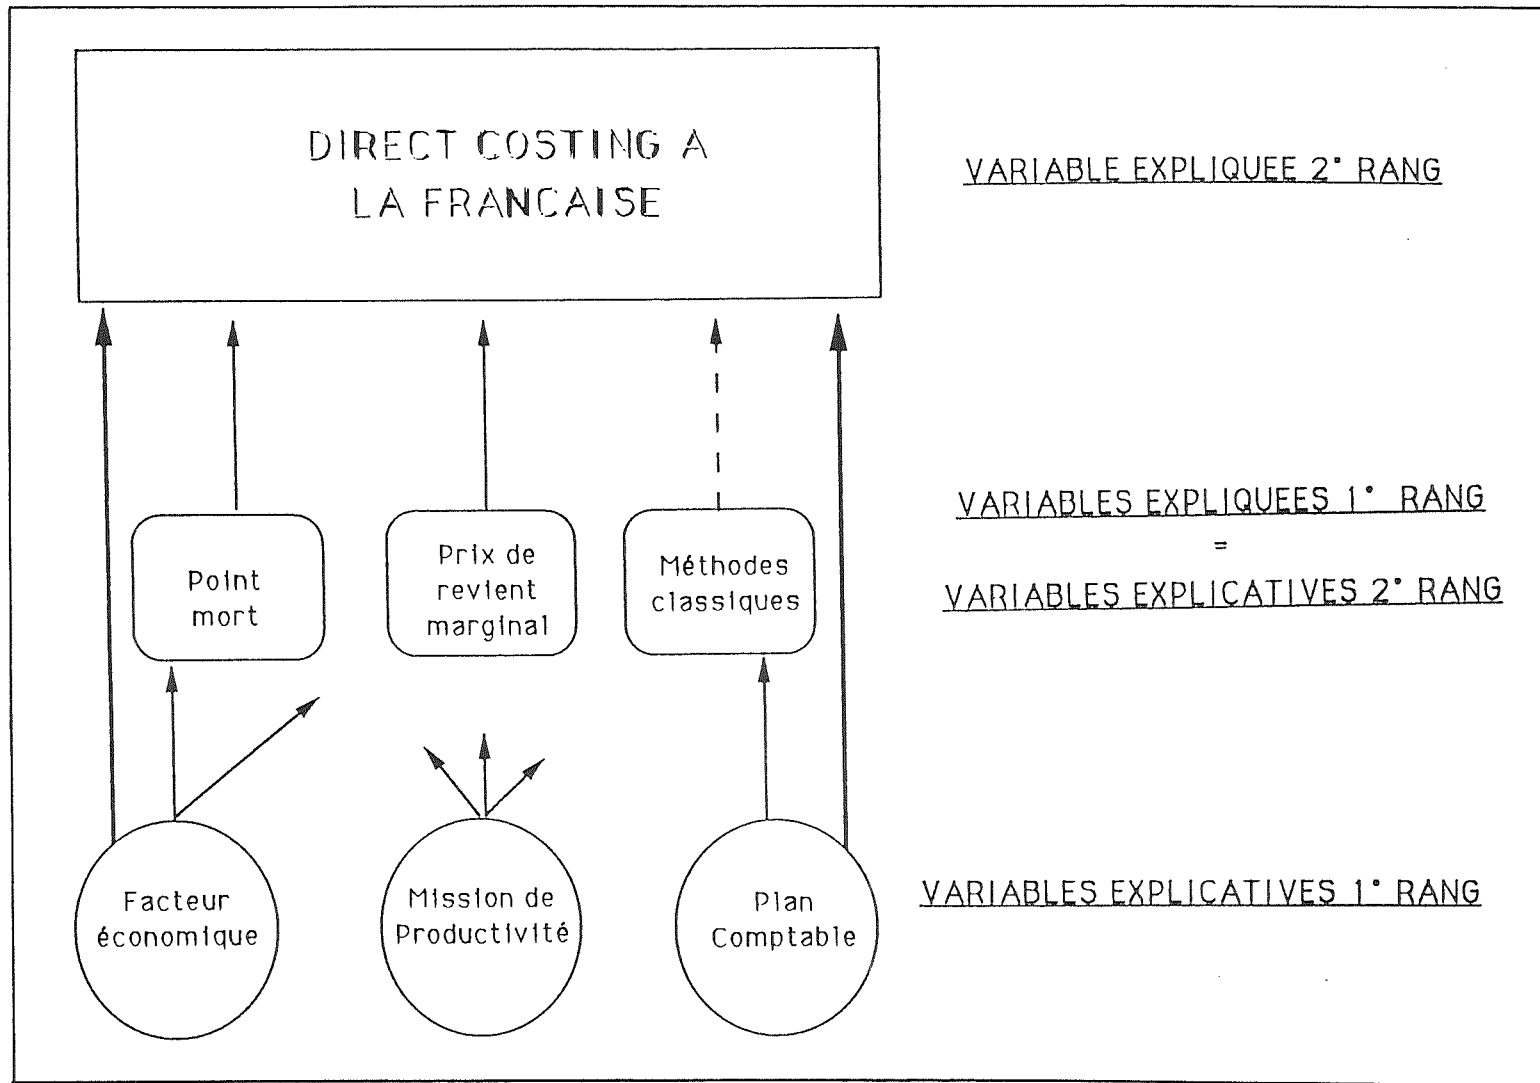 DIRECT COSTING A
LA FRANCAISE
VARIABLE EXPLIQUEE 2° RANG
VARIABLES EXPLIQUEES 1° RANG
=
VARIABLES EXPLICATIVES 2° RANG
Point
mort
Prix de
revient
marginal
Méthodes
classiques
Facteur
économique
Mission de
Productivité
Plan
Comptable
VARIABLES EXPLICATIVES 1° RANG